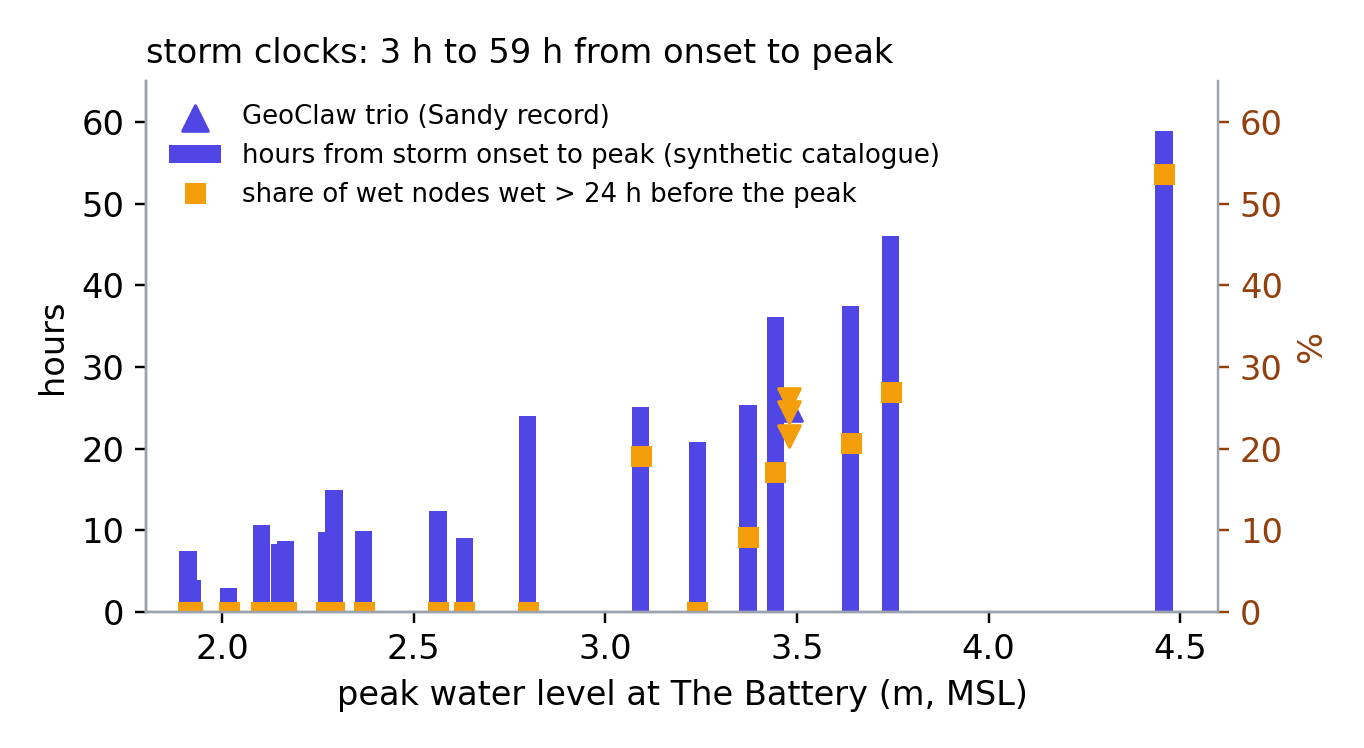 storm clocks: 3 h to 59 h from onset to peak
GeoClaw trio (Sandy record)
hours from storm onset to peak (synthetic catalogue)
share of wet nodes wet > 24 h before the peak
hours
60
50
40
30
20
10
0
60
50
40
30
20
10
0
%
2.0 2.5 3.0 3.5 4.0 4.5
peak water level at The Battery (m, MSL)